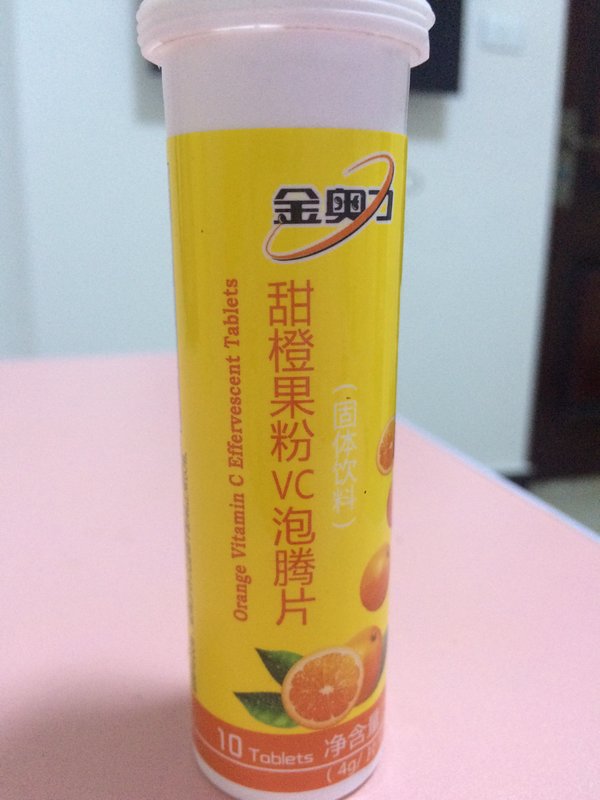 金奥力
甜橙果粉VC泡腾片
(固体饮料)
Orange Vitamin C Effervescent Tablets
10 Tablets
净含量
(4g/